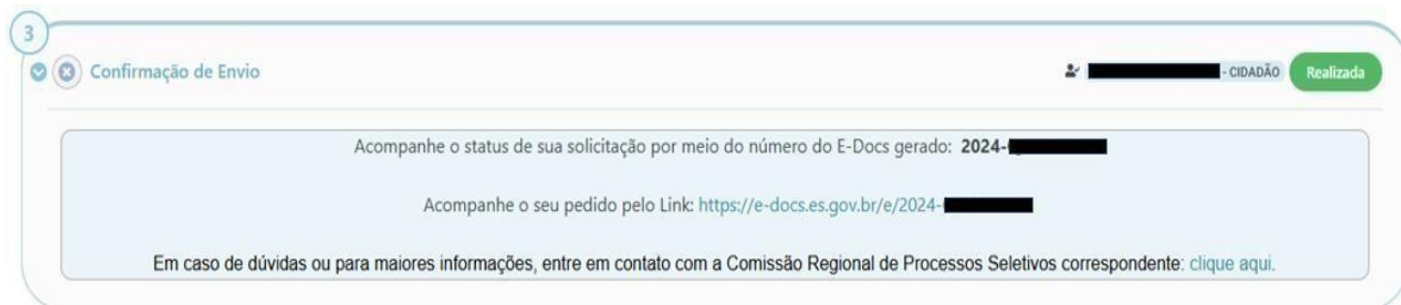 3
Confirmação de Envio
- CIDADÃO
Realizada
Acompanhe o status de sua solicitação por meio do número do E-Docs gerado: 2024-
Acompanhe o seu pedido pelo Link: https://e-docs.es.gov.br/e/2024-
Em caso de dúvidas ou para maiores informações, entre em contato com a Comissão Regional de Processos Seletivos correspondente: clique aqui.